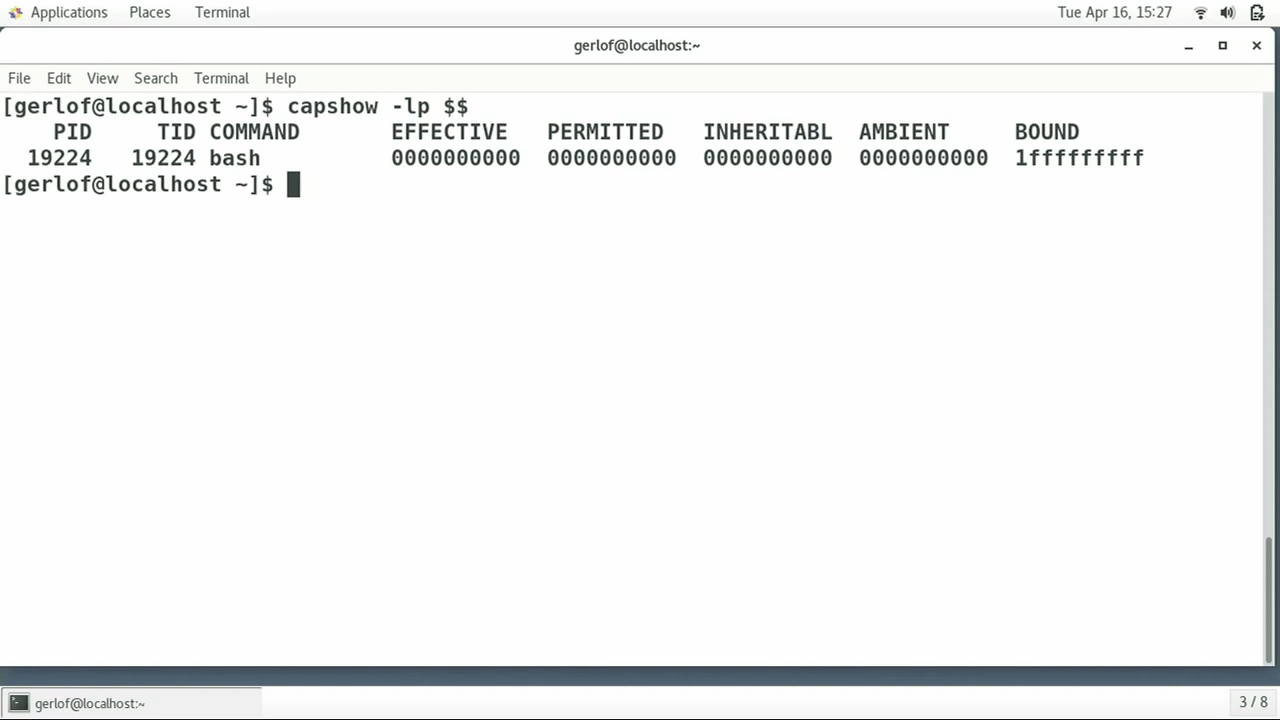 Applications Places Terminal Tue Apr 16, 15:27
gerlof@localhost:~
File Edit View Search Terminal Help
[gerlof@localhost ~]$ capshow -lp $$
PID TID COMMAND EFFECTIVE PERMITTED INHERITABL AMBIENT BOUND
19224 19224 bash 0000000000 0000000000 0000000000 0000000000 1fffffffff
[gerlof@localhost ~]$
gerlof@localhost:~ 3 / 8